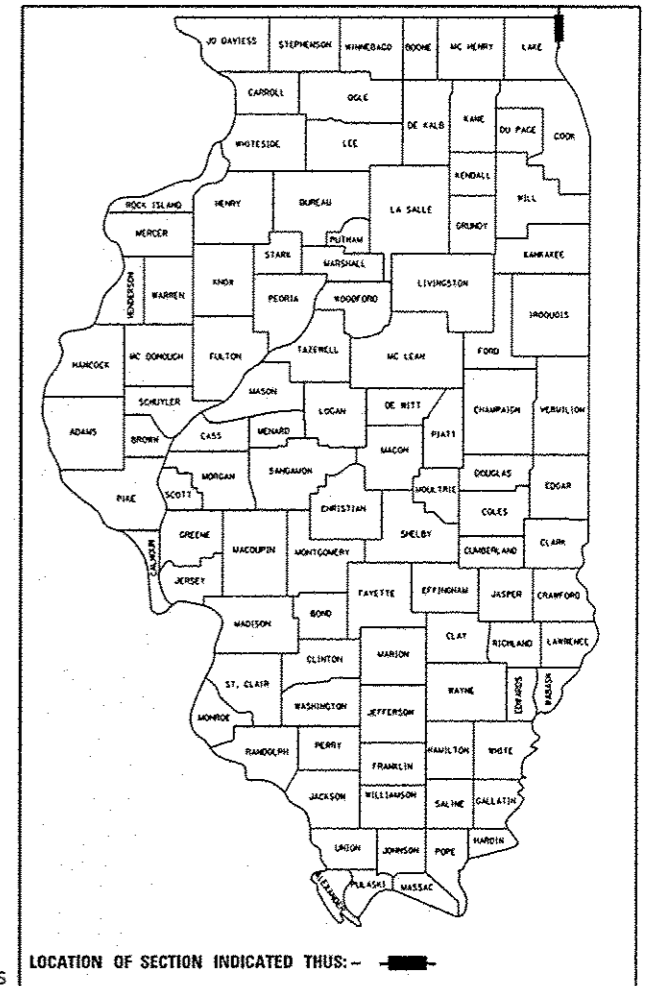 JO DAVIESS STEPHENSON WINNEBAGO BOONE MC HENRY LAKE
CARROLL OGLE
DE KALB KANE DU PAGE COOK
WHITESIDE LEE
KENDALL
ROCK ISLAND HENRY BUREAU LA SALLE GRUNDY WILL
MERCER
PUTNAM
STARK MARSHALL KANKAKEE
HENDERSON WARREN KNOX PEORIA WOODFORD LIVINGSTON IROQUOIS
HANCOCK MC DONOUGH FULTON TAZEWELL MC LEAN FORD
MASON
SCHUYLER LOGAN DE WITT CHAMPAIGN VERMILION
ADAMS BROWN CASS MENARD PIATT
MACON
PIKE SCOTT MORGAN SANGAMON MOULTRIE DOUGLAS EDGAR
CHRISTIAN COLES
CALHOUN GREENE MACOUPIN MONTGOMERY SHELBY CUMBERLAND CLARK
JERSEY
FAYETTE EFFINGHAM JASPER CRAWFORD
MADISON BOND
CLAY RICHLAND LAWRENCE
CLINTON MARION
ST. CLAIR WAYNE EDWARDS WABASH
MONROE WASHINGTON JEFFERSON
RANDOLPH PERRY HAMILTON WHITE
FRANKLIN
JACKSON WILLIAMSON SALINE GALLATIN
UNION JOHNSON POPE HARDIN
ALEXANDER PULASKI MASSAC
LOCATION OF SECTION INDICATED THUS: -
S